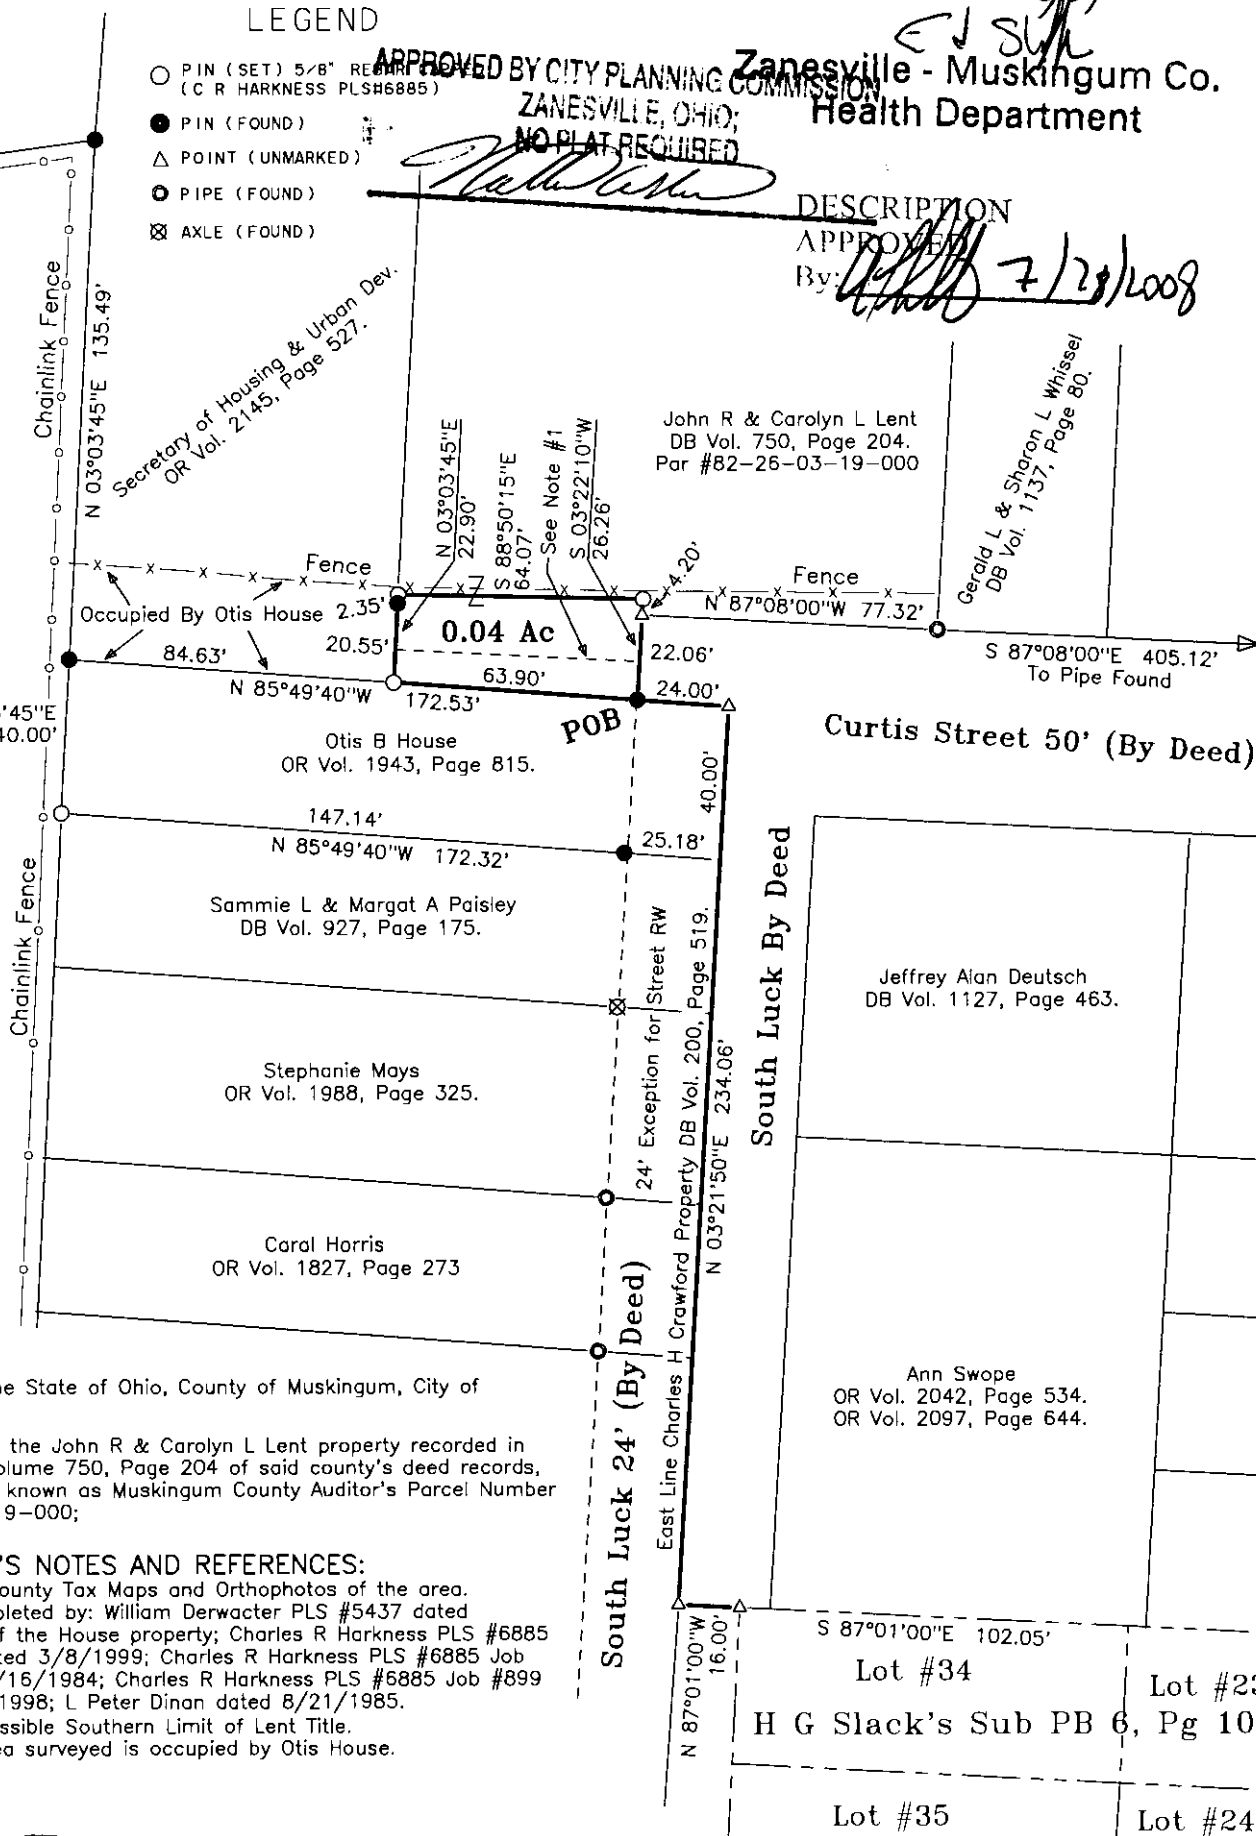 LEGEND
PIN (SET) 5/8" REBAR
(C R HARKNESS PLS#6885)
PIN (FOUND)
POINT (UNMARKED)
PIPE (FOUND)
AXLE (FOUND)
APPROVED BY CITY PLANNING COMMISSION
ZANESVILLE, OHIO;
NO PLAT REQUIRED
Zanesville - Muskingum Co.
Health Department
DESCRIPTION
APPROVED
By:
7/28/2008
Chainlink Fence
N 03°03'45"E 135.49'
Secretary of Housing & Urban Dev.
OR Vol. 2145, Page 527.
N 03°03'45"E
22.90'
S 88°50'15"E
64.07'
See Note #1
S 03°22'10"W
26.26'
John R & Carolyn L Lent
DB Vol. 750, Page 204.
Par #82-26-03-19-000
Gerald L & Sharon L Whissel
DB Vol. 1137, Page 80.
Fence
4.20'
Fence
N 87°08'00"W 77.32'
Occupied By Otis House
2.35'
20.55'
0.04 Ac
22.06'
84.63'
63.90'
24.00'
S 87°08'00"E 405.12'
To Pipe Found
N 85°49'40"W 172.53'
POB
'45"E
40.00'
Curtis Street 50' (By Deed)
Otis B House
OR Vol. 1943, Page 815.
40.00'
147.14'
25.18'
N 85°49'40"W 172.32'
Chainlink Fence
Sammie L & Margat A Paisley
DB Vol. 927, Page 175.
24' Exception for Street RW
East Line Charles H Crawford Property DB Vol. 200, Page 519.
N 03°21'50"E 234.06'
South Luck By Deed
Jeffrey Alan Deutsch
DB Vol. 1127, Page 463.
Stephanie Mays
OR Vol. 1988, Page 325.
Caral Harris
OR Vol. 1827, Page 273
South Luck 24' (By Deed)
Ann Swope
OR Vol. 2042, Page 534.
OR Vol. 2097, Page 644.
e State of Ohio, County of Muskingum, City of
the John R & Carolyn L Lent property recorded in
olume 750, Page 204 of said county's deed records,
known as Muskingum County Auditor's Parcel Number
9-000;
'S NOTES AND REFERENCES:
ounty Tax Maps and Orthophotos of the area.
pleted by: William Derwacter PLS #5437 dated
f the House property; Charles R Harkness PLS #6885
ted 3/8/1999; Charles R Harkness PLS #6885 Job
/16/1984; Charles R Harkness PLS #6885 Job #899
1998; L Peter Dinan dated 8/21/1985.
ssible Southern Limit of Lent Title.
ea surveyed is occupied by Otis House.
N 87°01'00"W
16.00'
S 87°01'00"E 102.05'
Lot #34
Lot #23
H G Slack's Sub PB 6, Pg 10
Lot #35
Lot #24